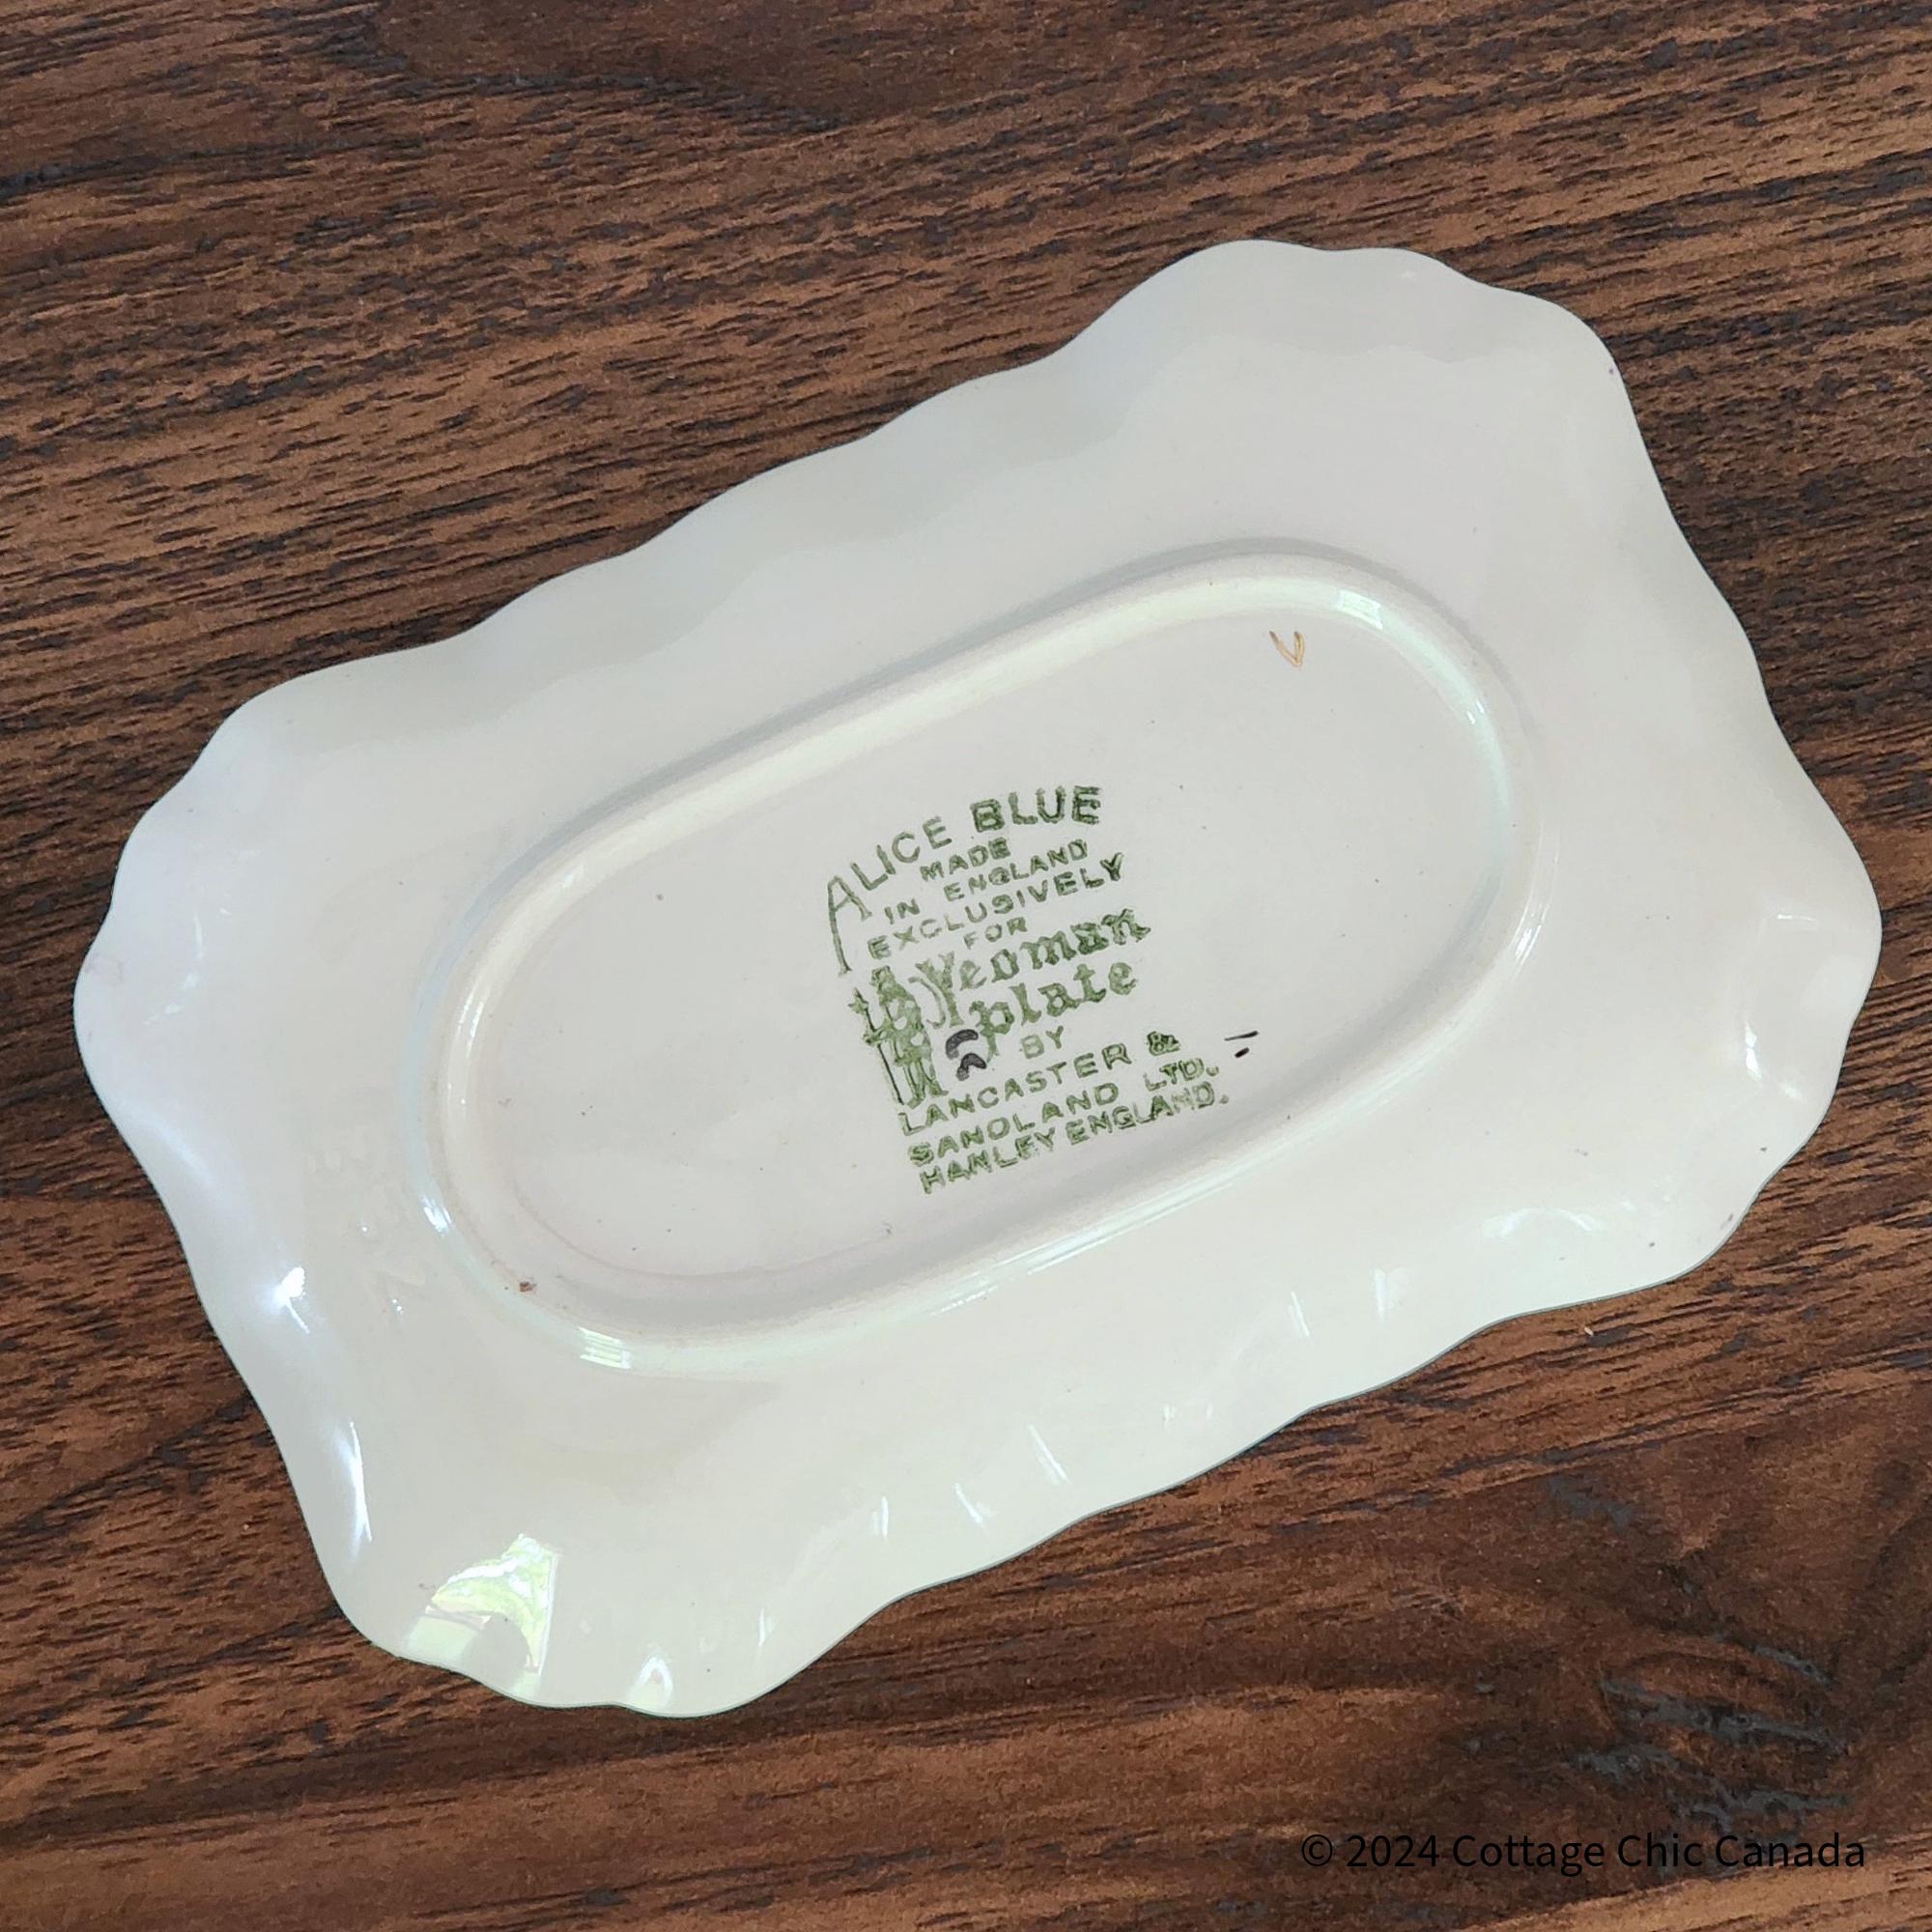 ALICE BLUE
MADE
IN ENGLAND
EXCLUSIVELY
FOR
Yeoman
plate
BY
LANCASTER &
SANDLAND LTD.
HANLEY ENGLAND.
© 2024 Cottage Chic Canada